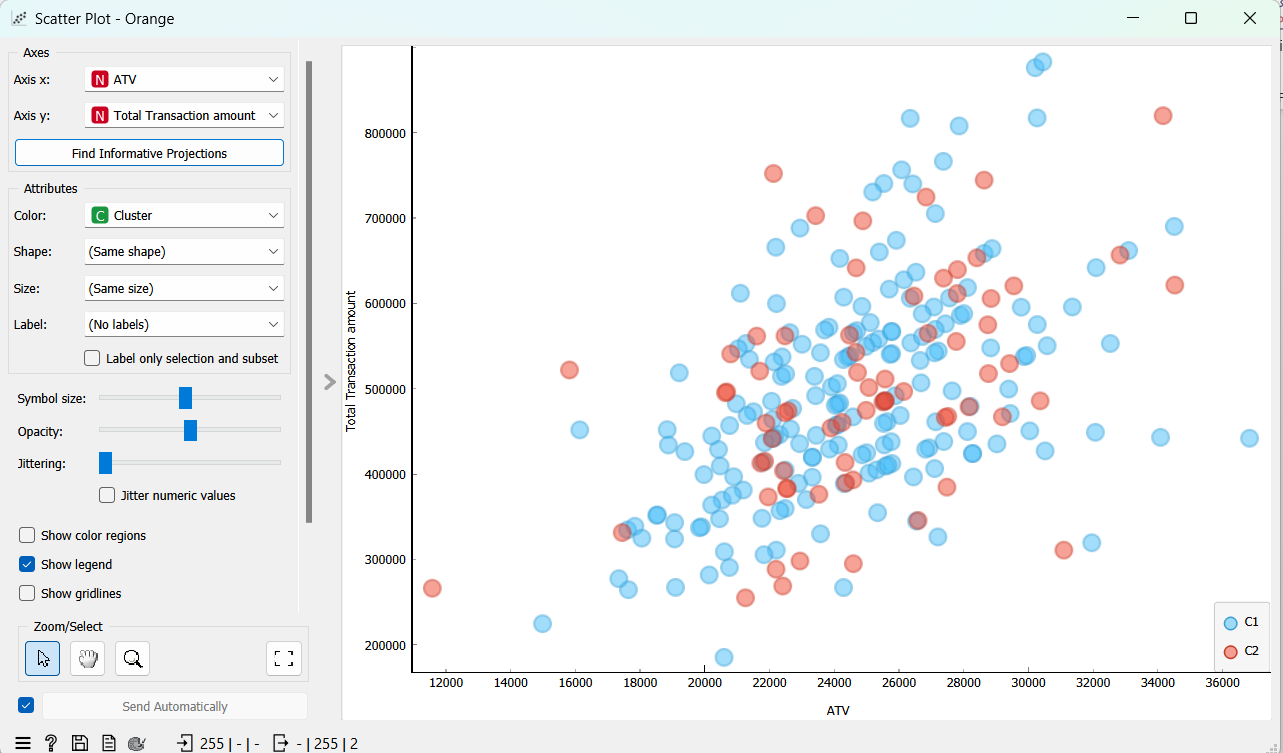 Scatter Plot - Orange
Axes
Axis x: N ATV
Axis y: N Total Transaction amount
Find Informative Projections
Attributes
Color: C Cluster
Shape: (Same shape)
Size: (Same size)
Label: (No labels)
Label only selection and subset
Symbol size:
Opacity:
Jittering:
Jitter numeric values
Show color regions
Show legend
Show gridlines
Zoom/Select
Send Automatically
255 | - | - - | 255 | 2
Total Transaction amount
800000
700000
600000
500000
400000
300000
200000
12000 14000 16000 18000 20000 22000 24000 26000 28000 30000 32000 34000 36000
ATV
C1
C2